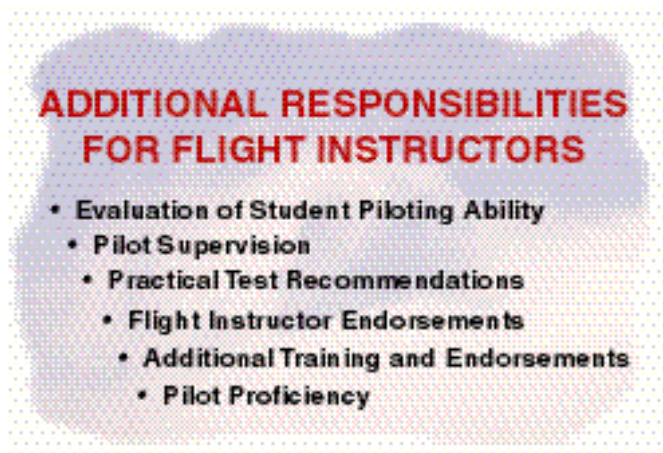 ADDITIONAL RESPONSIBILITIES
FOR FLIGHT INSTRUCTORS
• Evaluation of Student Piloting Ability
• Pilot Supervision
• Practical Test Recommendations
• Flight Instructor Endorsements
• Additional Training and Endorsements
• Pilot Proficiency